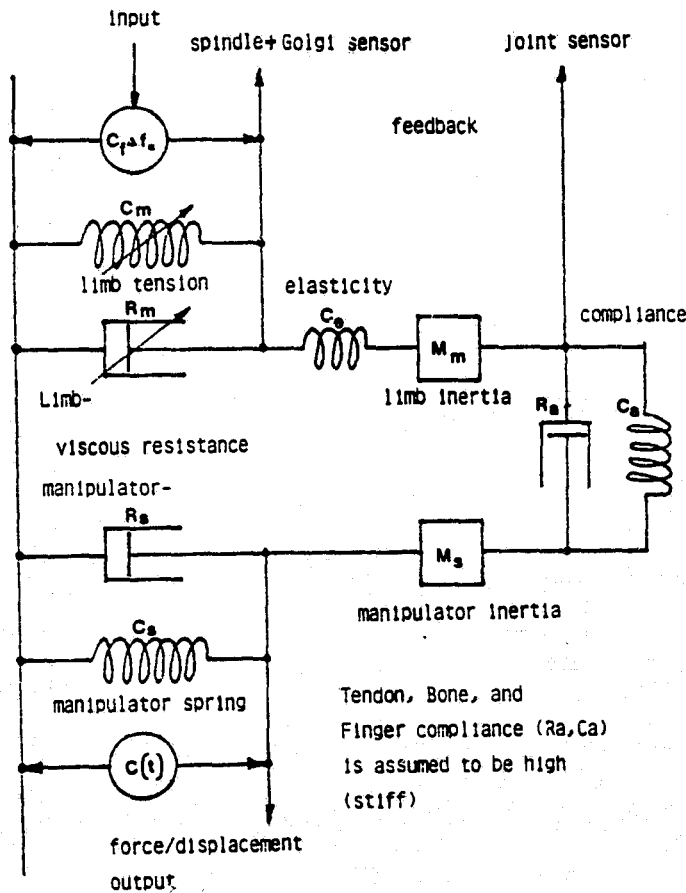 input
spindle+ Golgi sensor
joint sensor
feedback
CfΔfa
Cm
limb tension
Rm
elasticity
Ce
compliance
Mm
Limb-
limb inertia
Ra
Ca
viscous resistance
manipulator-
Rs
Ms
manipulator inertia
Cs
manipulator spring
Tendon, Bone, and
Finger compliance (Ra,Ca)
is assumed to be high
(stiff)
C(t)
force/displacement
output